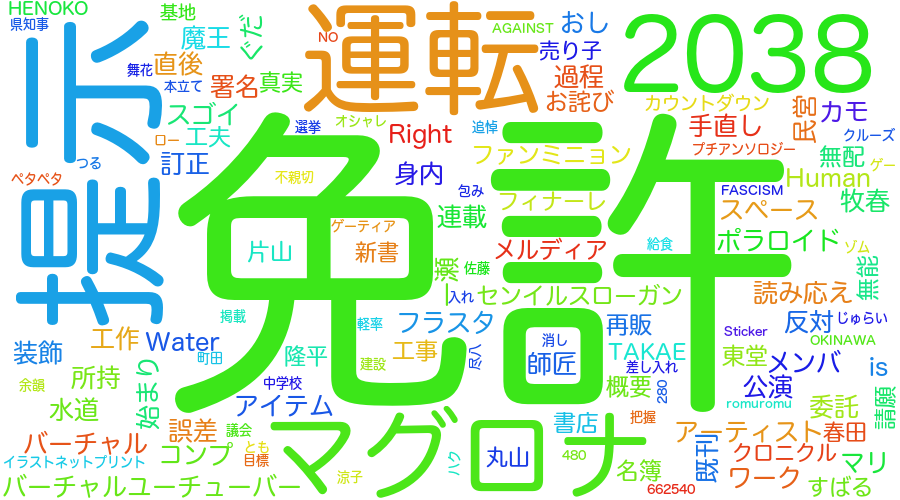 HENOKO
県知事
基地
ぐだ
NO
運転
AGAINST
おし
2038
提示
魔王
直後
舞花
本立て
署名
真実
売り子
過程
お詫び
カウントダウン
民宮
カモ
スゴイ
オシャレ
選挙
追悼
Right
手直し
クルーズ
ロー
工夫
プチアンソロジー
つる
訂正
免許
ファンミニョン
無配
ゲー
ペタペタ
不親切
身内
包み
Human
FASCISM
牧春
フィナーレ
連載
スペース
ゲーティア
片山
新書
メルディア
給食
ポラロイド
ゾム
瀬
佐藤
無能
入れ
センイルスローガン
読み応え
掲載
軽率
フラスタ
再販
反対
じゅらい
工作
Water
Sticker
装飾
町田
隆平
建設
工事
尽八
消し
師匠
TAKAE
東堂
メンバ
OKINAWA
is
差し入れ
余韻
所持
始まり
中学校
概要
280
公演
水道
アイテム
romuromu
委託
請願
誤差
議会
マグロナ
書店
把握
アーティスト
春田
バーチャル
コンプ
とも
目標
丸山
480
既刊
クロニクル
マリ
イラストネットプリント
ハク
名簿
ワーク
バーチャルユーチューバー
涼子
662540
すばる